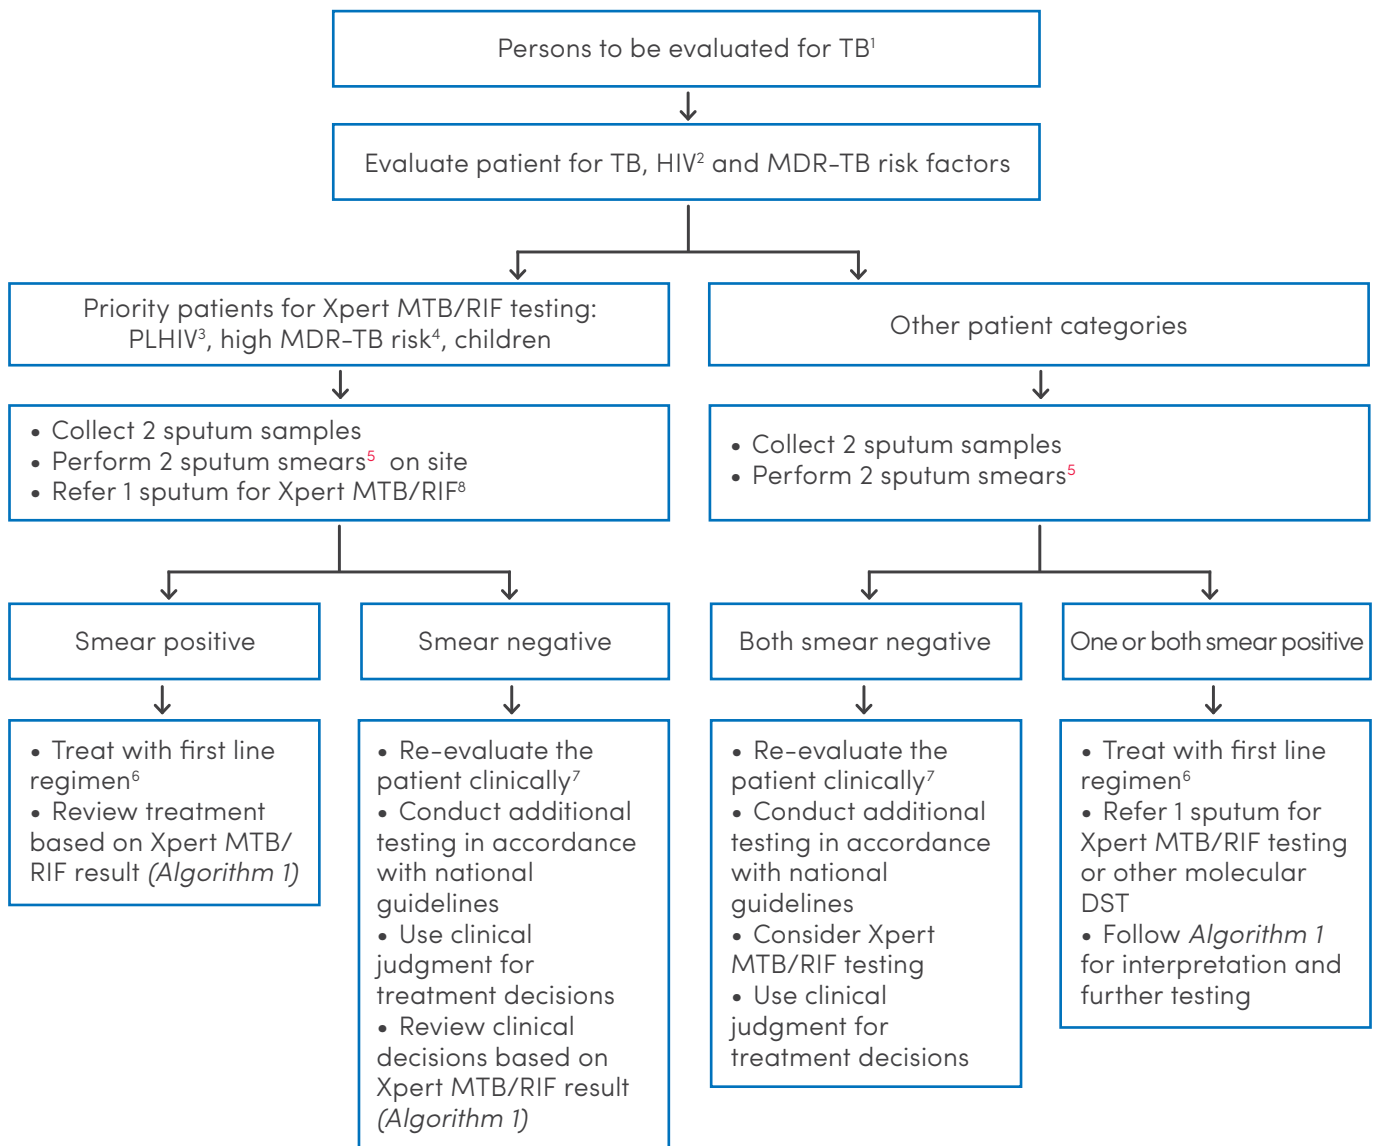 Persons to be evaluated for TB¹
Evaluate patient for TB, HIV² and MDR-TB risk factors
Priority patients for Xpert MTB/RIF testing:
PLHIV³, high MDR-TB risk⁴, children
Other patient categories
• Collect 2 sputum samples
• Perform 2 sputum smears⁵ on site
• Refer 1 sputum for Xpert MTB/RIF⁸
• Collect 2 sputum samples
• Perform 2 sputum smears⁵
Smear positive
Smear negative
Both smear negative
One or both smear positive
• Treat with first line
regimen⁶
• Review treatment
based on Xpert MTB/
RIF result (Algorithm 1)
• Re-evaluate the
patient clinically⁷
• Conduct additional
testing in accordance
with national
guidelines
• Use clinical
judgment for
treatment decisions
• Review clinical
decisions based on
Xpert MTB/RIF result
(Algorithm 1)
• Re-evaluate the
patient clinically⁷
• Conduct additional
testing in accordance
with national
guidelines
• Consider Xpert
MTB/RIF testing
• Use clinical
judgment for
treatment decisions
• Treat with first line
regimen⁶
• Refer 1 sputum for
Xpert MTB/RIF testing
or other molecular
DST
• Follow Algorithm 1
for interpretation and
further testing